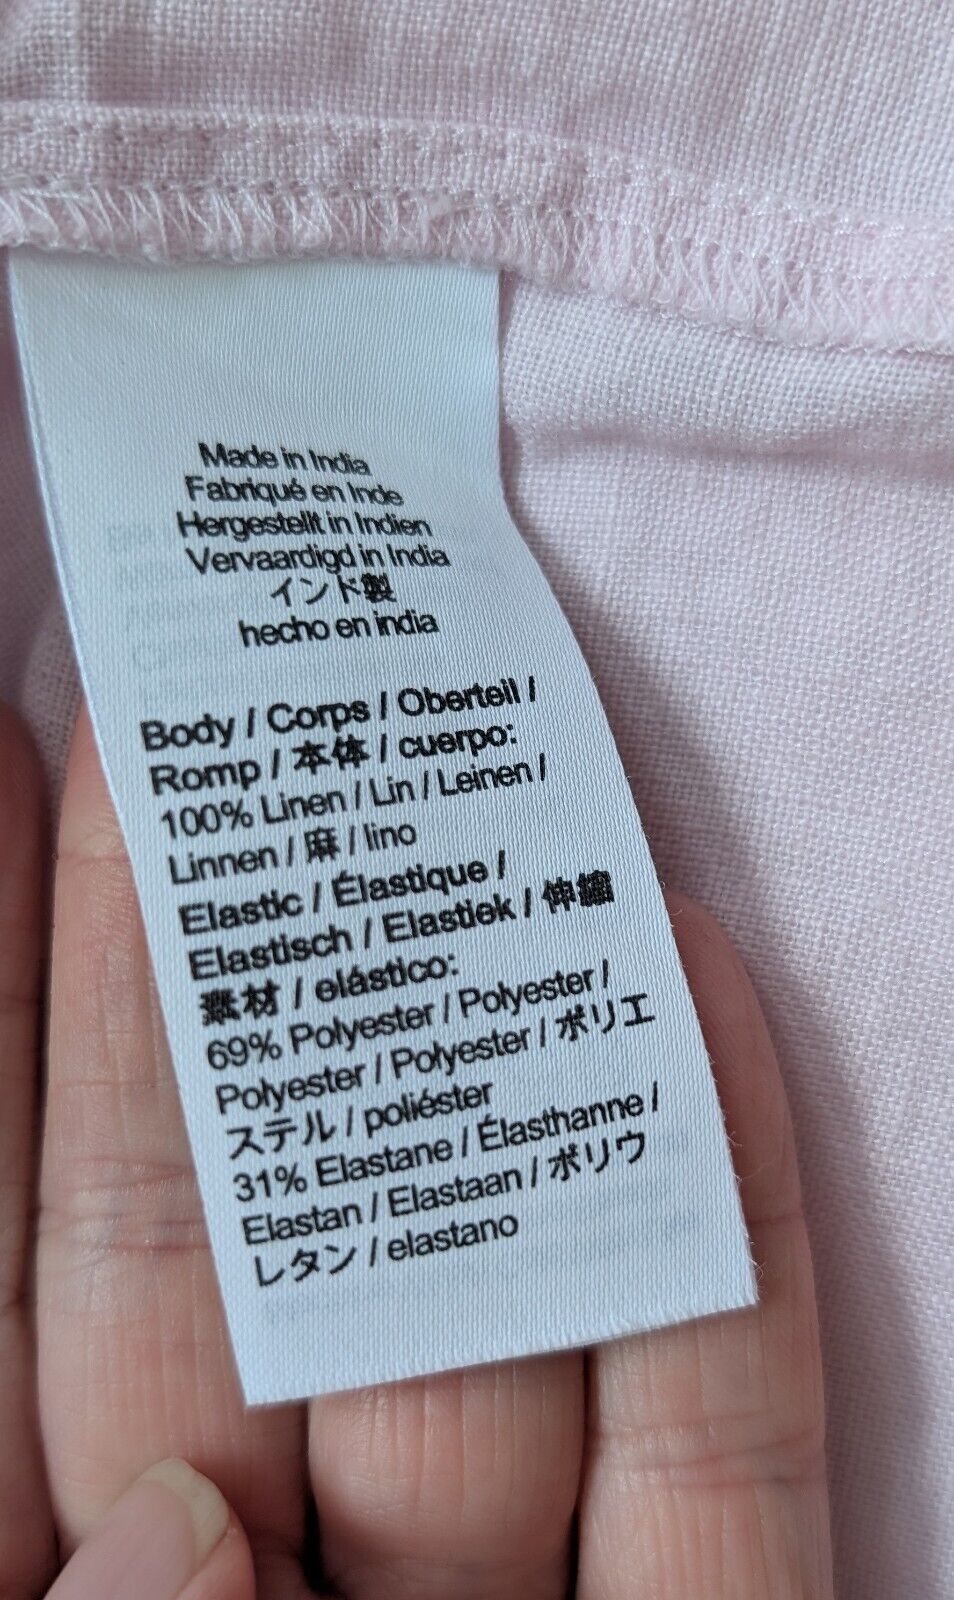 Made in India
Fabriqué en Inde
Hergestellt in Indien
Vervaardigd in India
インド製
hecho en india
Body / Corps / Oberteil /
Romp / 本体 / cuerpo:
100% Linen / Lin / Leinen /
Linnen / 麻 / lino
Elastic / Élastique /
Elastisch / Elastiek / 伸縮
素材 / elástico:
69% Polyester / Polyester /
Polyester / Polyester / ポリエ
ステル / poliéster
31% Elastane / Élasthanne /
Elastan / Elastaan / ポリウ
レタン / elastano